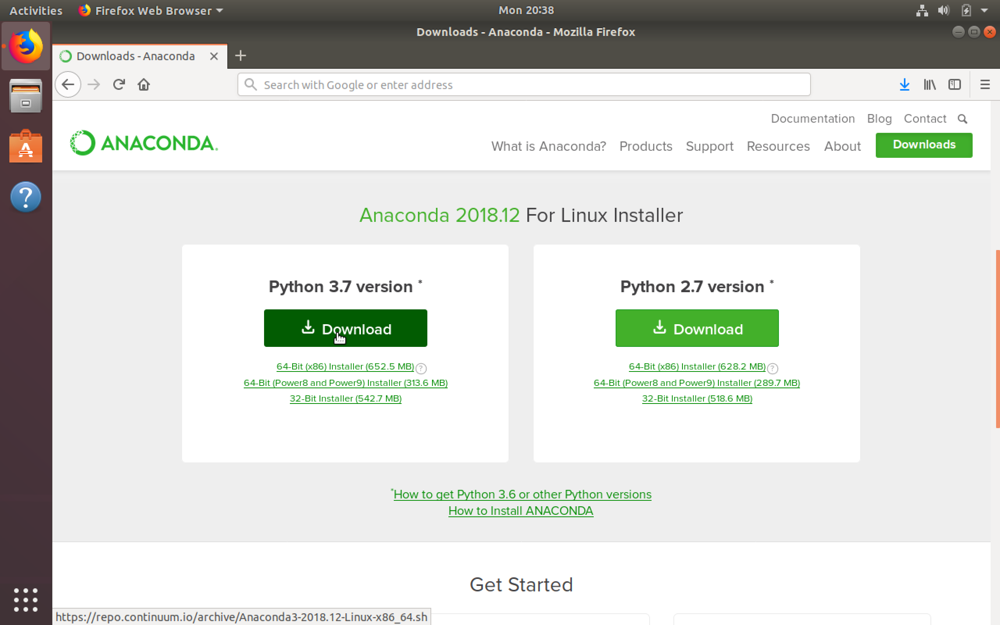 Activities Firefox Web Browser Mon 20:38
Downloads - Anaconda - Mozilla Firefox
Downloads - Anaconda
Search with Google or enter address
Documentation Blog Contact
ANACONDA.
What is Anaconda? Products Support Resources About Downloads
Anaconda 2018.12 For Linux Installer
Python 3.7 version *
Download
64-Bit (x86) Installer (652.5 MB) ?
64-Bit (Power8 and Power9) Installer (313.6 MB)
32-Bit Installer (542.7 MB)
Python 2.7 version *
Download
64-Bit (x86) Installer (628.2 MB) ?
64-Bit (Power8 and Power9) Installer (289.7 MB)
32-Bit Installer (518.6 MB)
*How to get Python 3.6 or other Python versions
How to Install ANACONDA
Get Started
https://repo.continuum.io/archive/Anaconda3-2018.12-Linux-x86_64.sh